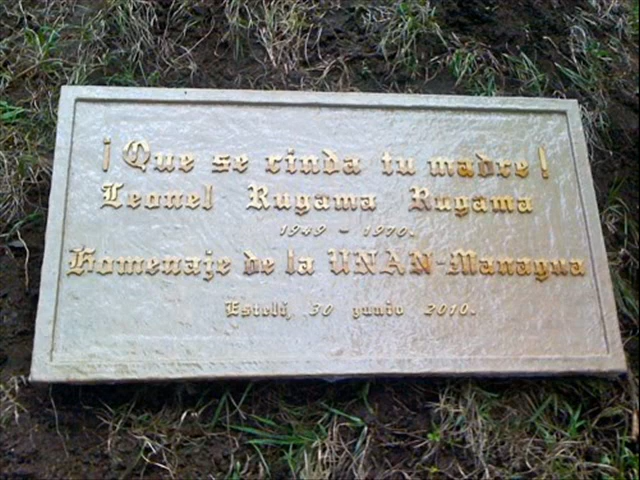 ¡Que se rinda tu madre!
Leonel Rugama Rugama
1949 - 1970.
Homenaje de la UNAN-Managua
Estelí, 30 junio 2010.